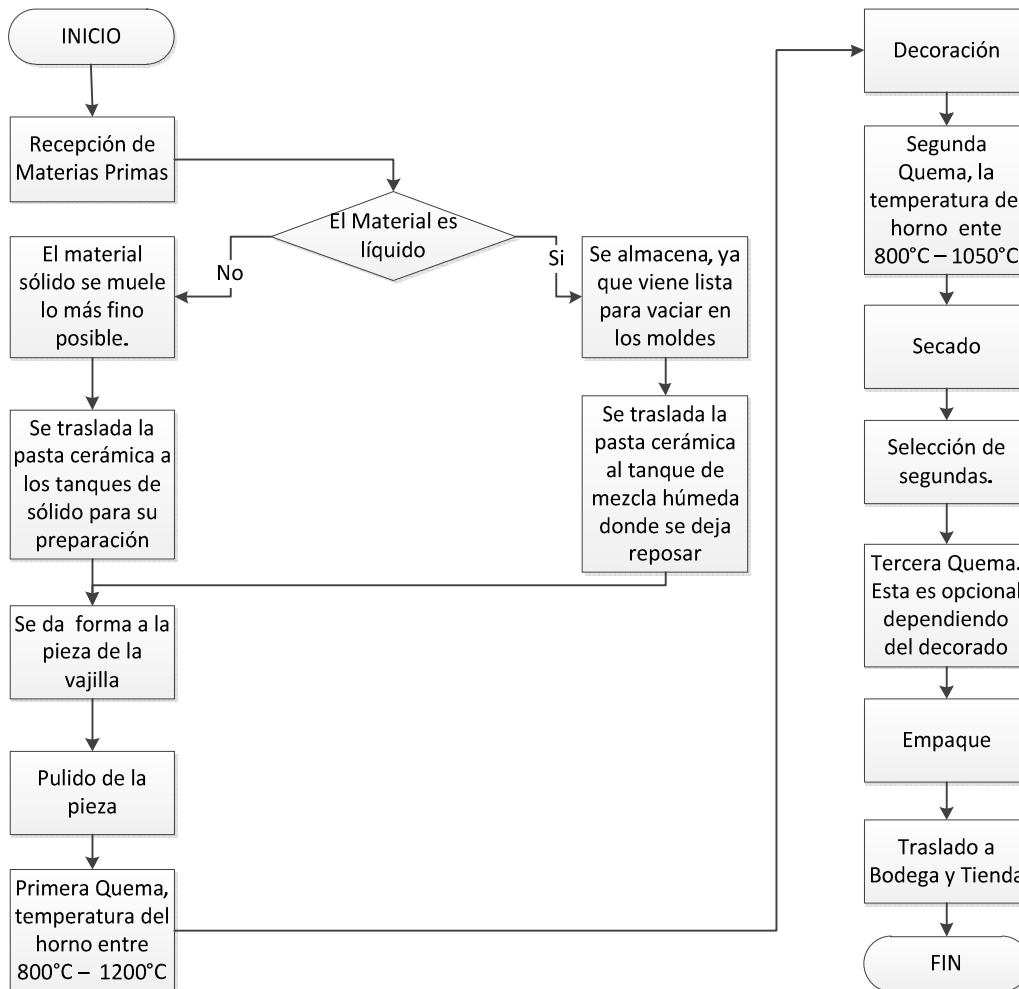 INICIO
Recepción de
Materias Primas
El Material es
líquido
No
Si
El material
sólido se muele
lo más fino
posible.
Se traslada la
pasta cerámica a
los tanques de
sólido para su
preparación
Se almacena, ya
que viene lista
para vaciar en
los moldes
Se traslada la
pasta cerámica
al tanque de
mezcla húmeda
donde se deja
reposar
Se da forma a la
pieza de la
vajilla
Pulido de la
pieza
Primera Quema,
temperatura del
horno entre
800°C – 1200°C
Decoración
Segunda
Quema, la
temperatura de
horno ente
800°C – 1050°C
Secado
Selección de
segundas.
Tercera Quema.
Esta es opcional
dependiendo
del decorado
Empaque
Traslado a
Bodega y Tienda
FIN